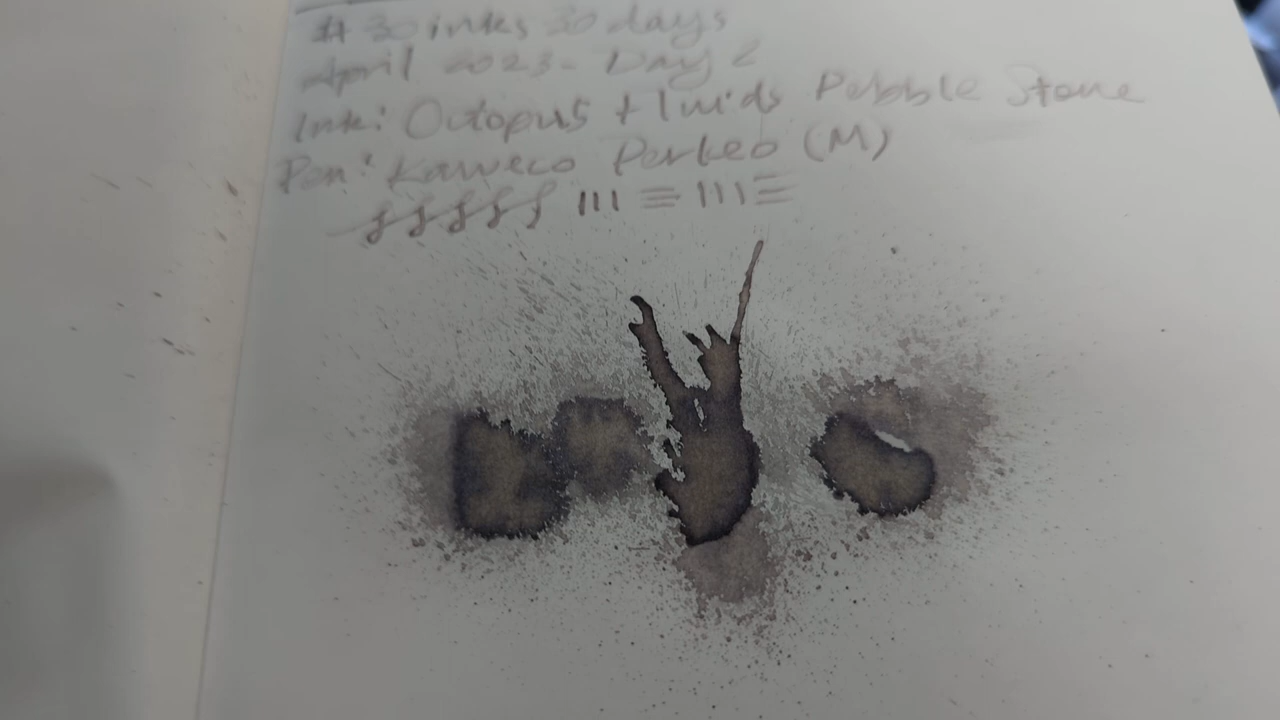 # 30 inks 30 days
April 2023 - Day 2
Ink: Octopus Fluids Pebble Stone
Pen: Kaweco Perkeo (M)